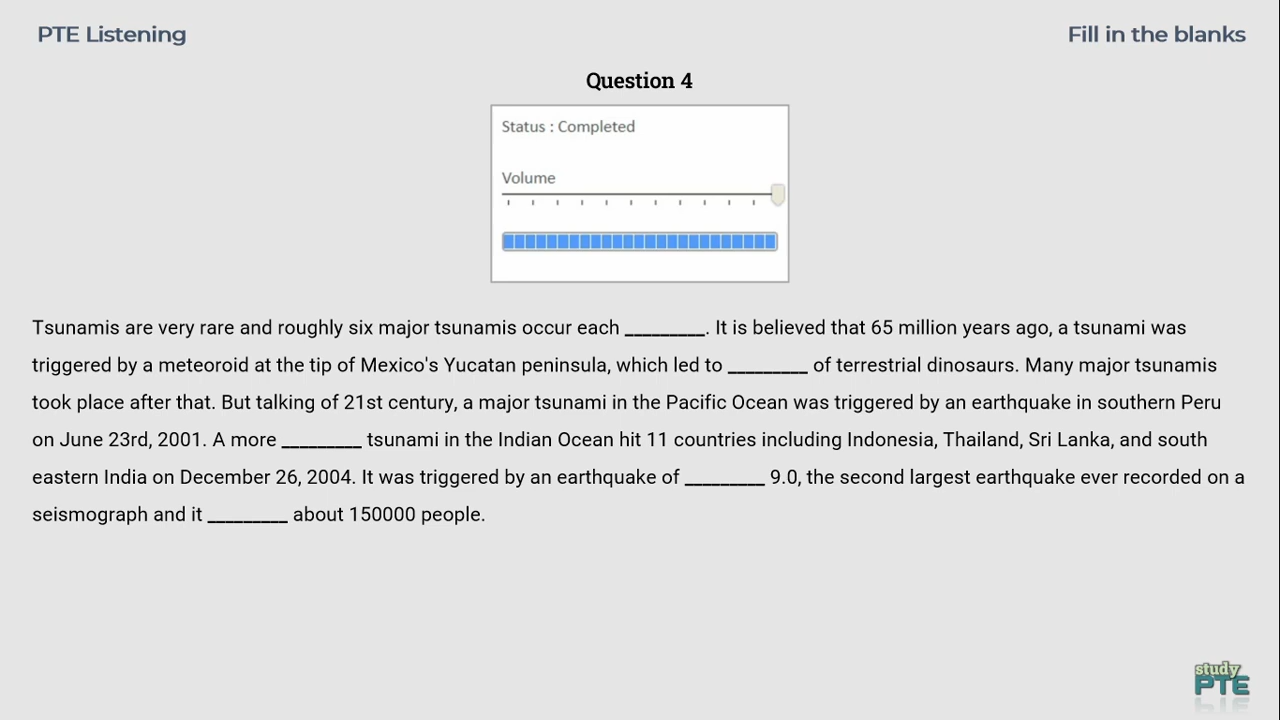 PTE Listening
Fill in the blanks
Question 4
Status : Completed
Volume
Tsunamis are very rare and roughly six major tsunamis occur each _________. It is believed that 65 million years ago, a tsunami was
triggered by a meteoroid at the tip of Mexico's Yucatan peninsula, which led to _________ of terrestrial dinosaurs. Many major tsunamis
took place after that. But talking of 21st century, a major tsunami in the Pacific Ocean was triggered by an earthquake in southern Peru
on June 23rd, 2001. A more _________ tsunami in the Indian Ocean hit 11 countries including Indonesia, Thailand, Sri Lanka, and south
eastern India on December 26, 2004. It was triggered by an earthquake of _________ 9.0, the second largest earthquake ever recorded on a
seismograph and it _________ about 150000 people.
study
PTE